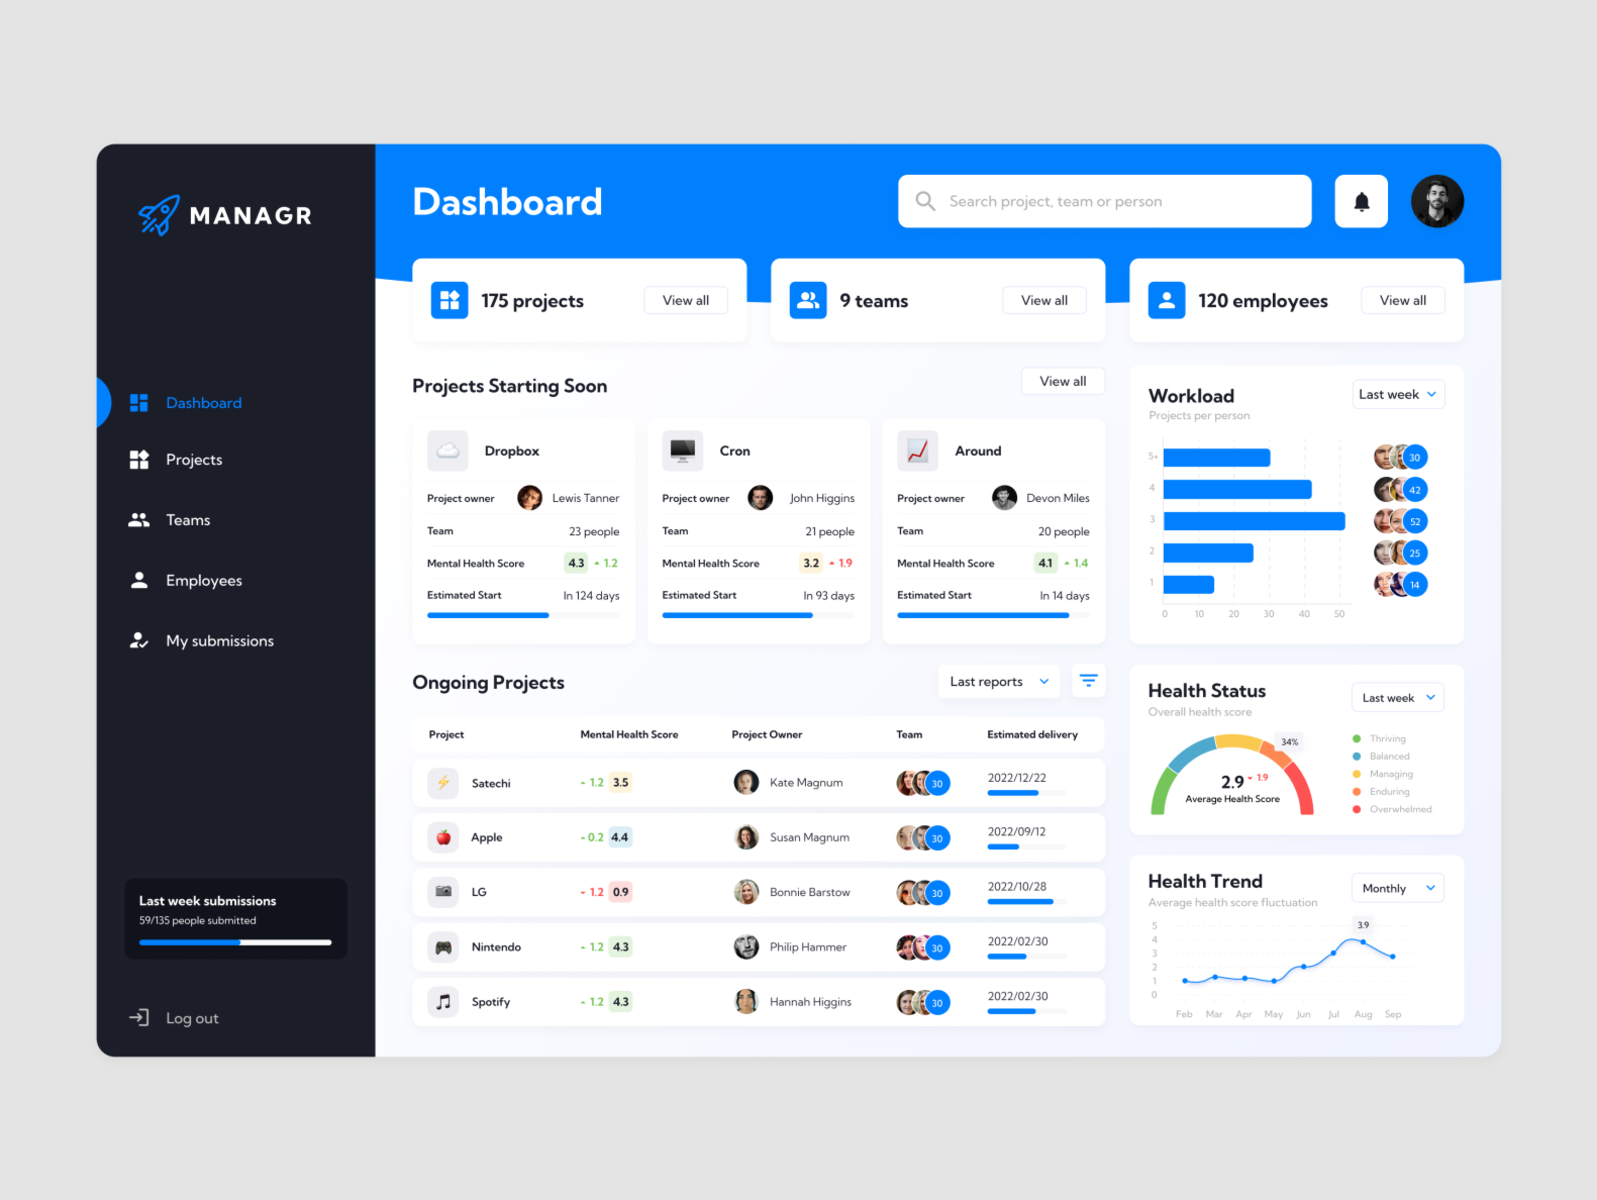 MANAGR
Dashboard
Projects
Teams
Employees
My submissions
Last week submissions
59/135 people submitted
Log out
Dashboard
Search project, team or person
175 projects
View all
9 teams
View all
120 employees
View all
Projects Starting Soon
View all
Dropbox
Project owner Lewis Tanner
Team 23 people
Mental Health Score 4.3 1.2
Estimated Start In 124 days
Cron
Project owner John Higgins
Team 21 people
Mental Health Score 3.2 1.9
Estimated Start In 93 days
Around
Project owner Devon Miles
Team 20 people
Mental Health Score 4.1 1.4
Estimated Start In 14 days
Ongoing Projects
Last reports
Project Mental Health Score Project Owner Team Estimated delivery
Satechi 1.2 3.5 Kate Magnum 30 2022/12/22
Apple 0.2 4.4 Susan Magnum 30 2022/09/12
LG 1.2 0.9 Bonnie Barstow 30 2022/10/28
Nintendo 1.2 4.3 Philip Hammer 30 2022/02/30
Spotify 1.2 4.3 Hannah Higgins 30 2022/02/30
Workload
Last week
Projects per person
5+ 30
4 42
3 52
2 25
1 14
0 10 20 30 40 50
Health Status
Last week
Overall health score
34%
2.9 1.9
Average Health Score
Thriving
Balanced
Managing
Enduring
Overwhelmed
Health Trend
Monthly
Average health score fluctuation
3.9
5
4
3
2
1
0
Feb Mar Apr May Jun Jul Aug Sep